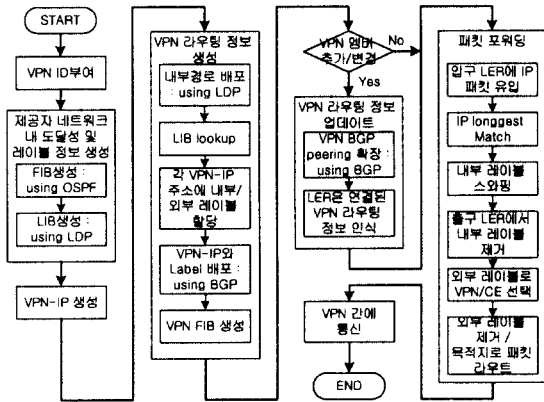 START
VPN ID부여
제공자 네트워크
내 도달성 및
레이블 정보 생성
FIB생성 :
using OSPF
LIB생성 :
using LDP
VPN-IP 생성
VPN 라우팅 정보
생성
내부경로 배포
: using LDP
LIB lookup
각 VPN-IP
주소에 내부/
외부 레이블
할당
VPN-IP와
Label 배포 :
using BGP
VPN FIB 생성
VPN 멤버
추가/변경
No
Yes
VPN 라우팅 정보
업데이트
VPN BGP
peering 확장 :
using BGP
LER은 연결된
VPN 라우팅
정보 인식
VPN 간에
통신
END
패킷 포워딩
입구 LER에 IP
패킷 유입
IP longgest
Match
내부 레이블
스와핑
출구 LER에서
내부 레이블
제거
외부 레이블로
VPN/CE 선택
외부 레이블
제거 /
목적지로 패킷
라우트